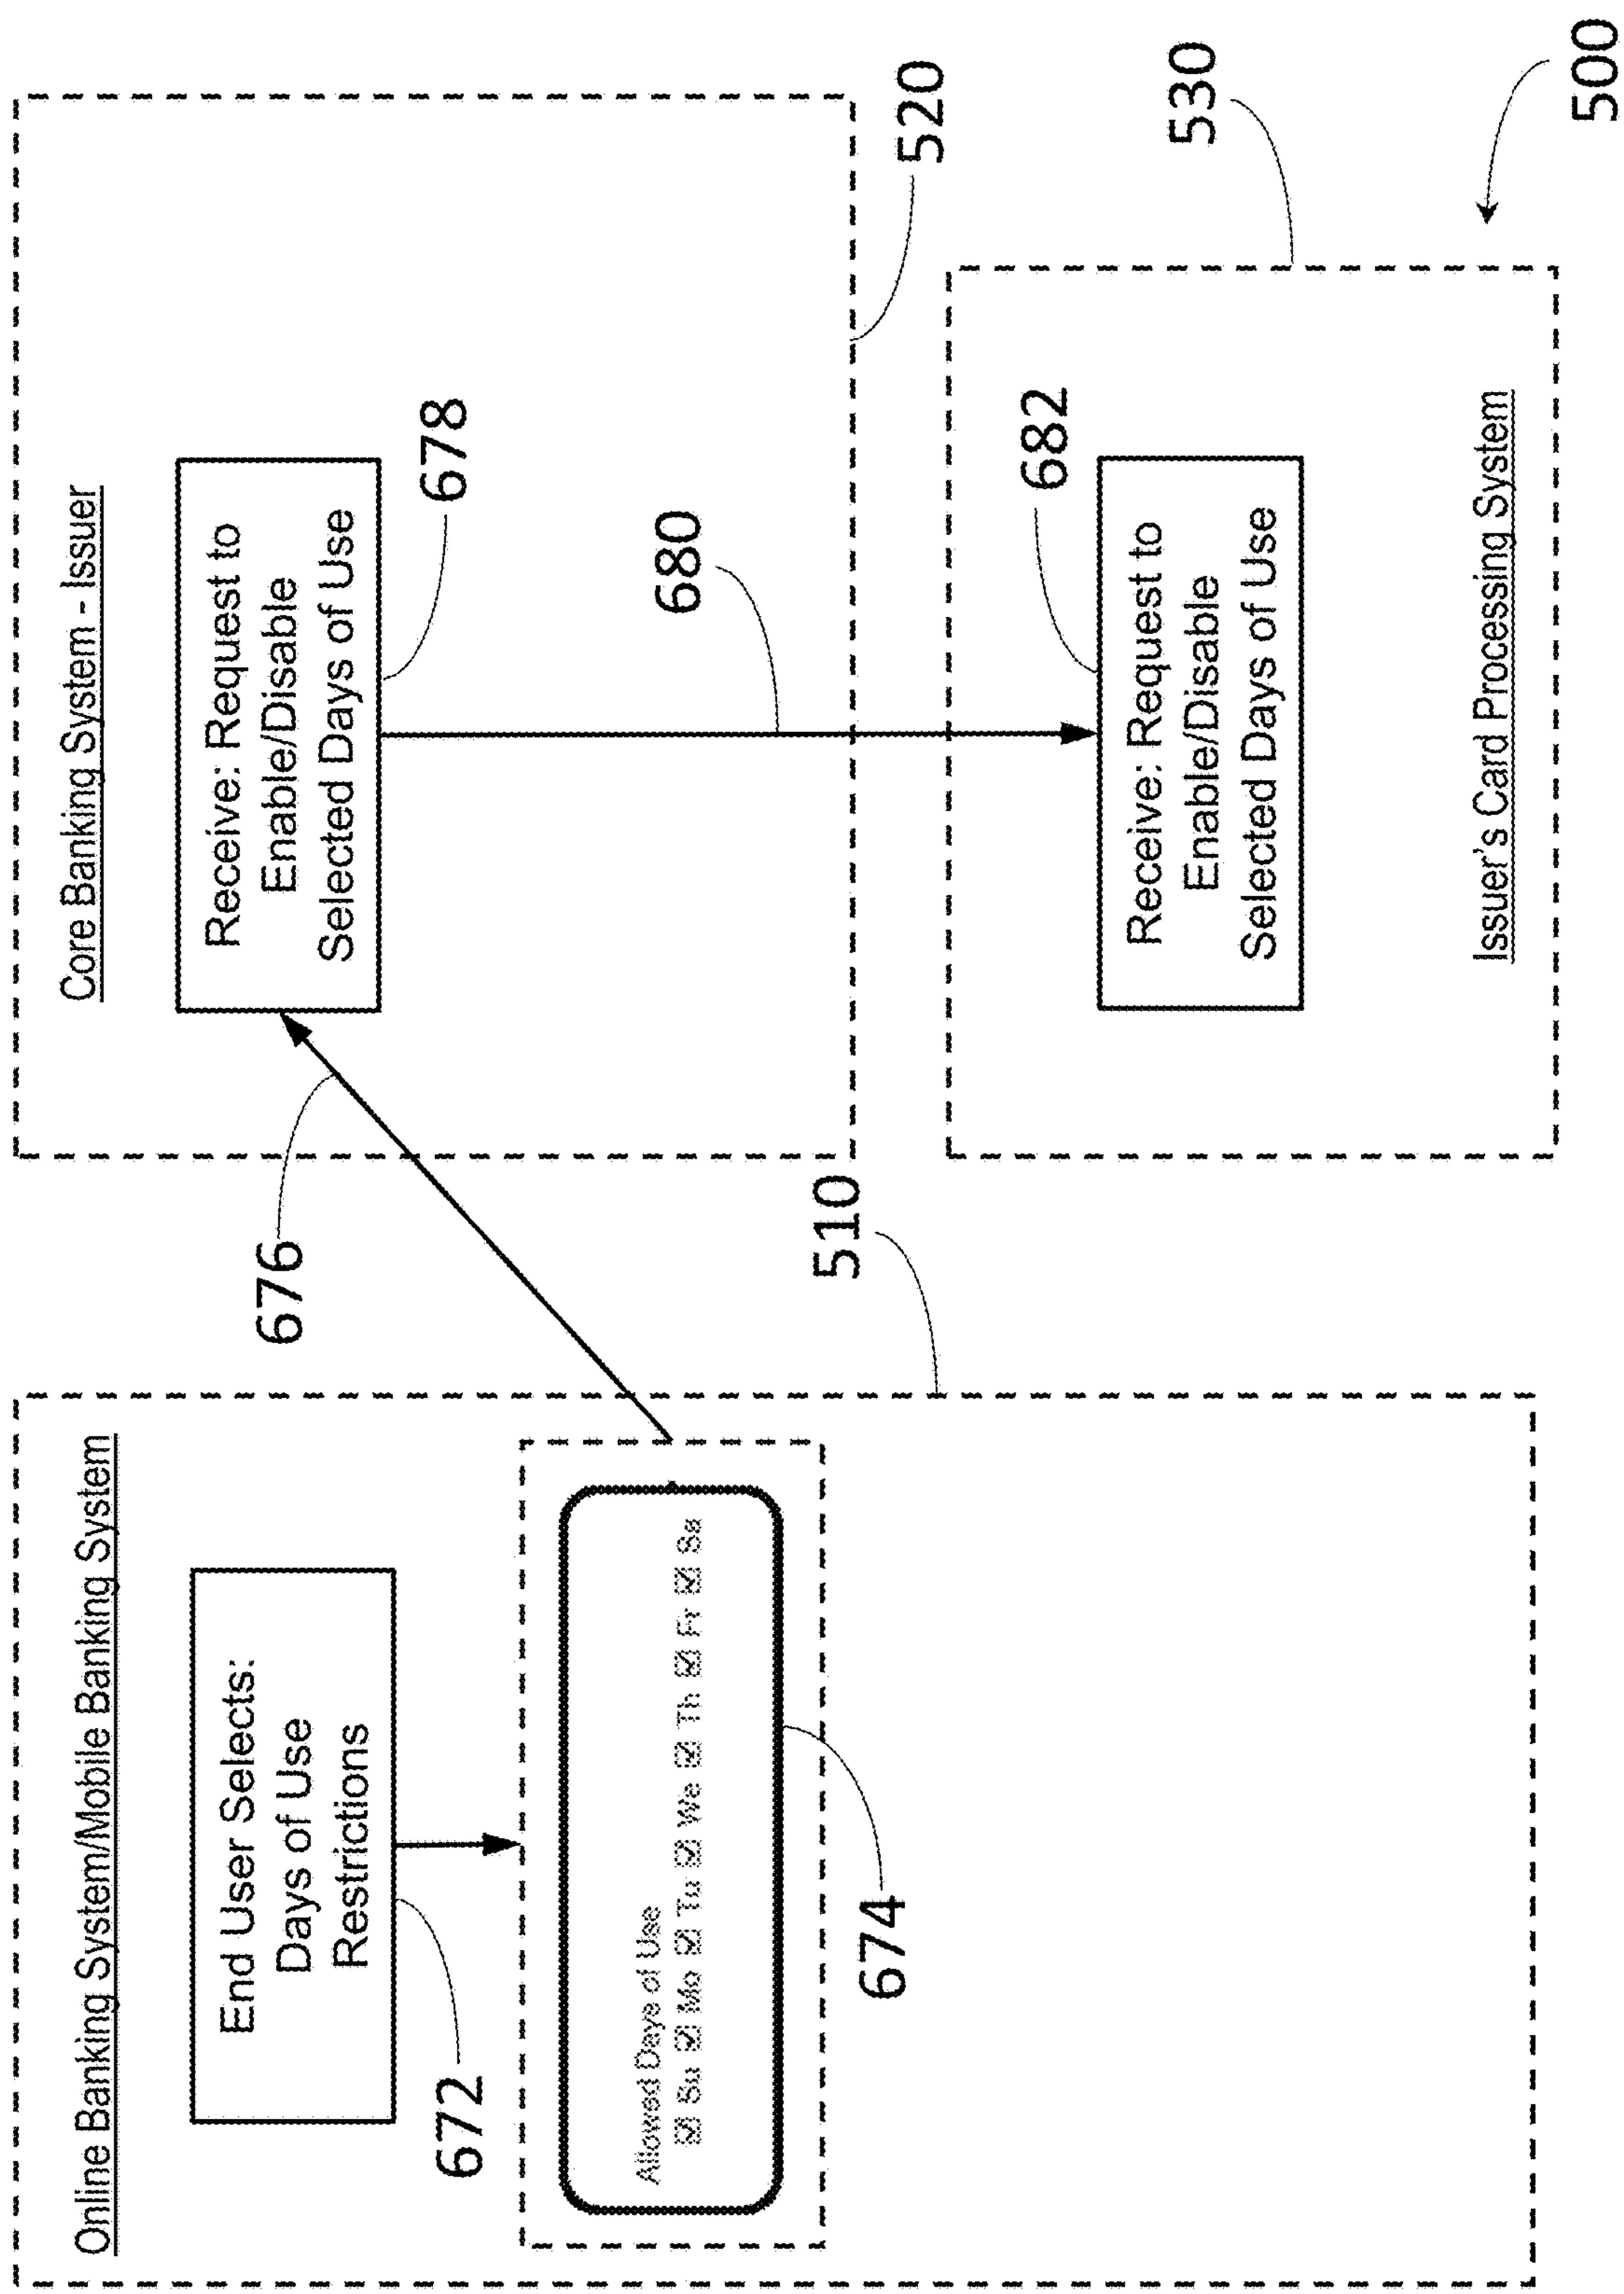 Online Banking System/Mobile Banking System
End User Selects:
Days of Use
Restrictions
672
Allowed Days of Use
☑ Su ☑ Mo ☑ Tu ☑ We ☑ Th ☑ Fr ☑ Sa
674
510
676
Core Banking System - Issuer
Receive: Request to
Enable/Disable
Selected Days of Use
678
680
520
682
Receive: Request to
Enable/Disable
Selected Days of Use
Issuer's Card Processing System
530
500